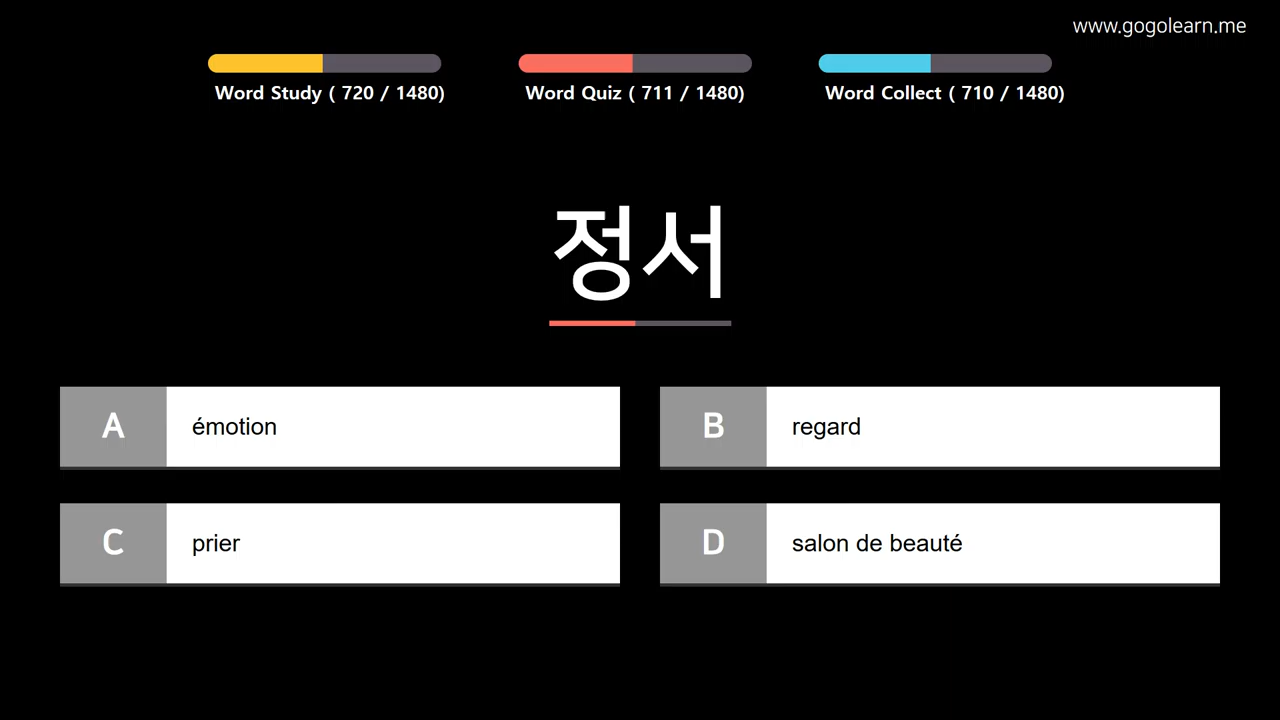 www.gogolearn.me
Word Study ( 720 / 1480)
Word Quiz ( 711 / 1480)
Word Collect ( 710 / 1480)
정서
A émotion
B regard
C prier
D salon de beauté